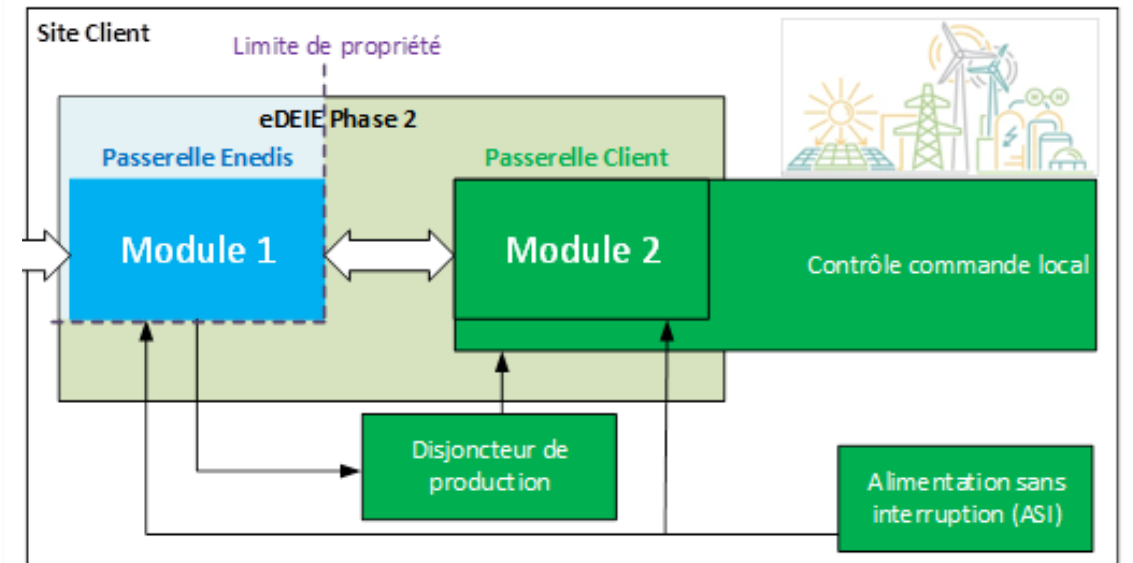 Site Client
Limite de propriété
eDEIE Phase 2
Passerelle Enedis
Passerelle Client
Module 1
Module 2
Contrôle commande local
Disjoncteur de
production
Alimentation sans
interruption (ASI)